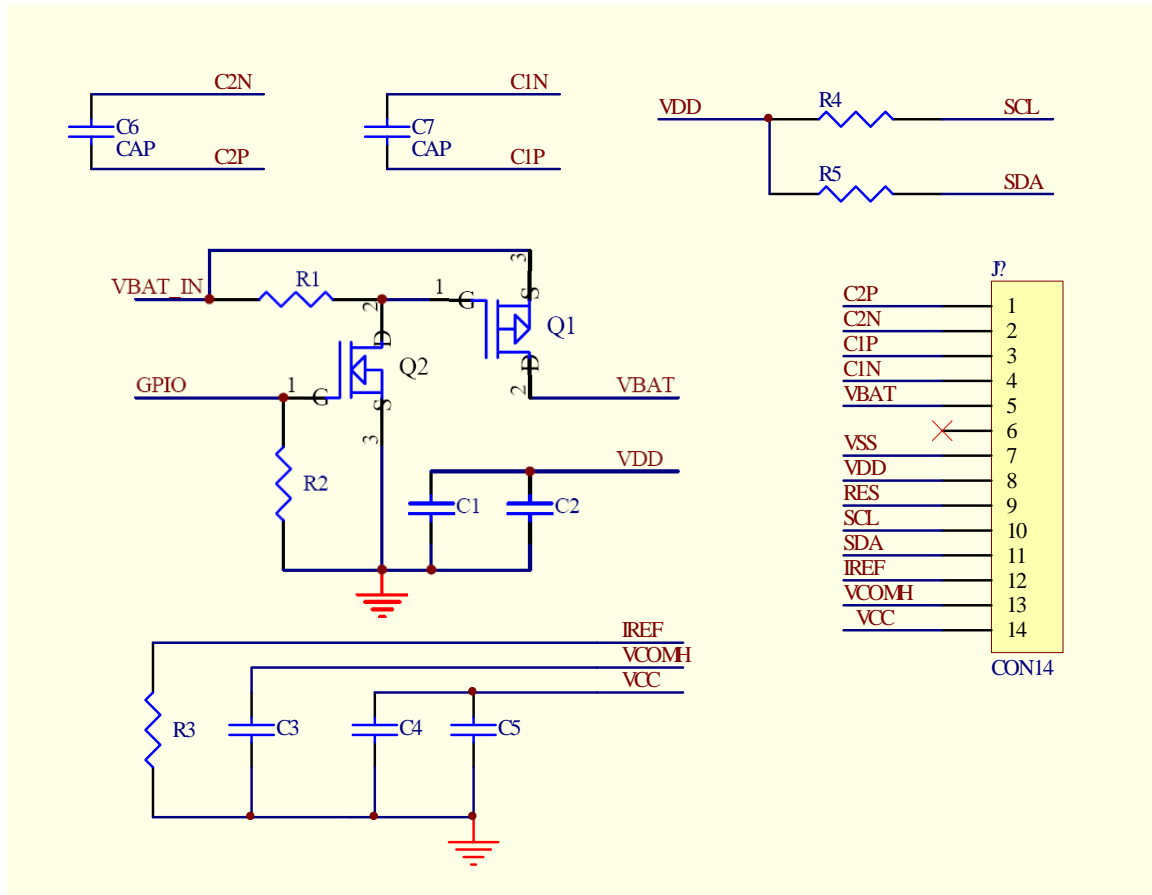 C2N
C6
CAP
C2P
C1N
C7
CAP
C1P
VDD
R4
SCL
R5
SDA
VBAT_IN
R1
1
G
3
S
Q1
D
2
VBAT
2
D
Q2
GPIO
1
G
S
3
R2
VDD
C1
C2
J?
C2P 1
C2N 2
C1P 3
C1N 4
VBAT 5
6
VSS 7
VDD 8
RES 9
SCL 10
SDA 11
IREF 12
VCOMH 13
VCC 14
CON14
IREF
VCOMH
VCC
R3
C3
C4
C5